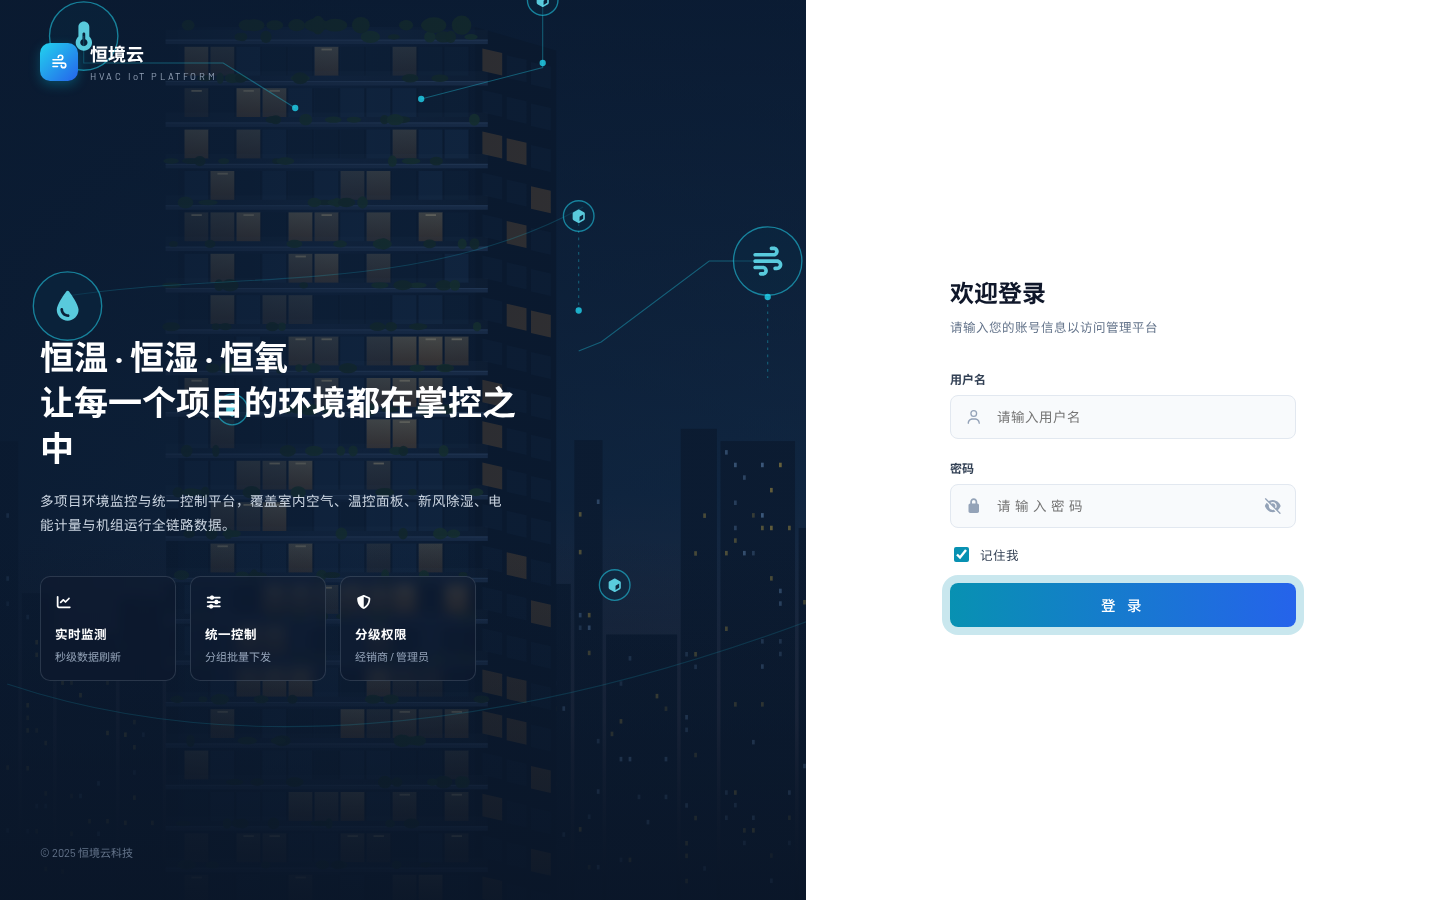 恒境云
HVAC IoT PLATFORM
恒温 · 恒湿 · 恒氧
让每一个项目的环境都在掌控之
中
多项目环境监控与统一控制平台，覆盖室内空气、温控面板、新风除湿、电
能计量与机组运行全链路数据。
实时监测
秒级数据刷新
统一控制
分组批量下发
分级权限
经销商 / 管理员
© 2025 恒境云科技
欢迎登录
请输入您的账号信息以访问管理平台
用户名
请输入用户名
密码
请输入密码
记住我
登 录